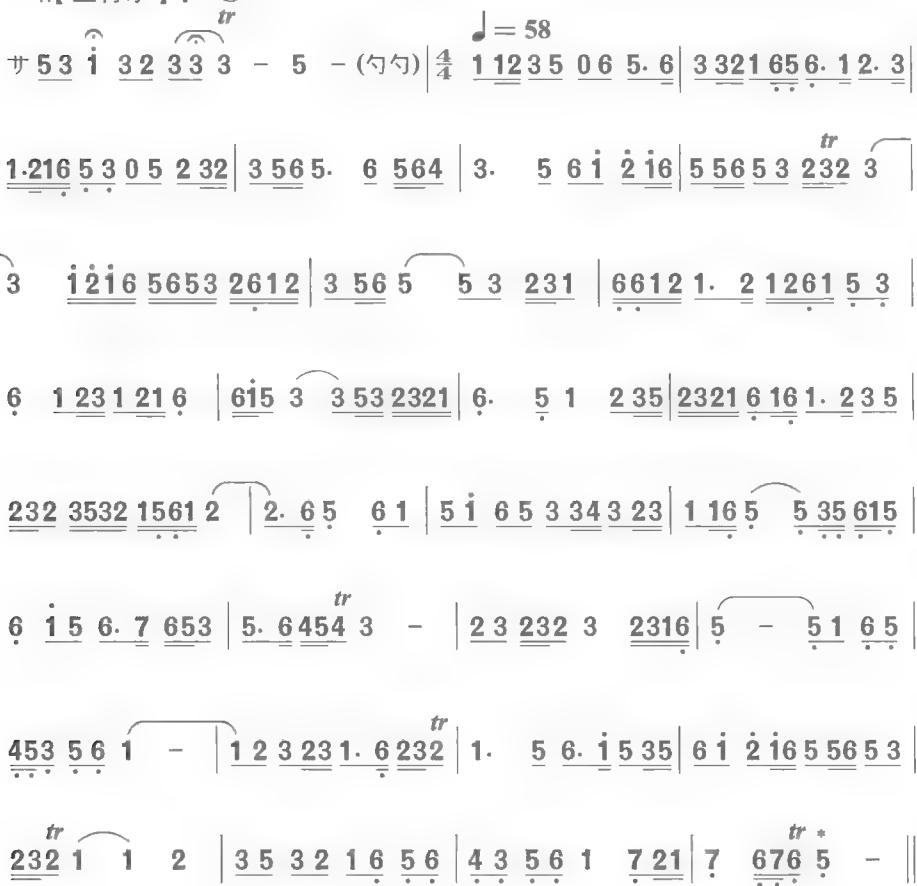 tr
♩= 58
サ 5 3 i 3 2 3 3 3 - 5 - (勺勺) | 4/4 1 1 2 3 5 0 6 5. 6 | 3 3 2 1 6 5 6. 1 2. 3 |
tr
1.2 1 6 5 3 0 5 2 3 2 | 3 5 6 5. 6 5 6 4 | 3. 5 6 i 2̇ i 6 | 5 5 6 5 3 2 3 2 3 |
3 i 2̇ i 6 5 6 5 3 2 6 1 2 | 3 5 6 5 5 3 2 3 1 | 6 6 1 2 1. 2 1 2 6 1 5 3 |
6 1 2 3 1 2 1 6 | 6 i 5 3 3 5 3 2 3 2 1 | 6. 5 1 2 3 5 | 2 3 2 1 6 1 6 1. 2 3 5 |
2 3 2 3 5 3 2 1 5 6 1 2 | 2. 6 5 6 1 | 5 i 6 5 3 3 4 3 2 3 | 1 1 6 5 5 3 5 6 1 5 |
tr
6 i 5 6. 7 6 5 3 | 5. 6 4 5 4 3 - | 2 3 2 3 2 3 2 3 1 6 | 5 - 5 1 6 5 |
tr
4 5 3 5 6 1 - | 1 2 3 2 3 1. 6 2 3 2 | 1. 5 6. i 5 3 5 | 6 i 2̇ i 6 5 5 6 5 3 |
tr tr *
2 3 2 1 1 2 | 3 5 3 2 1 6 5 6 | 4 3 5 6 1 7 2 1 | 7 6 7 6 5 - ||